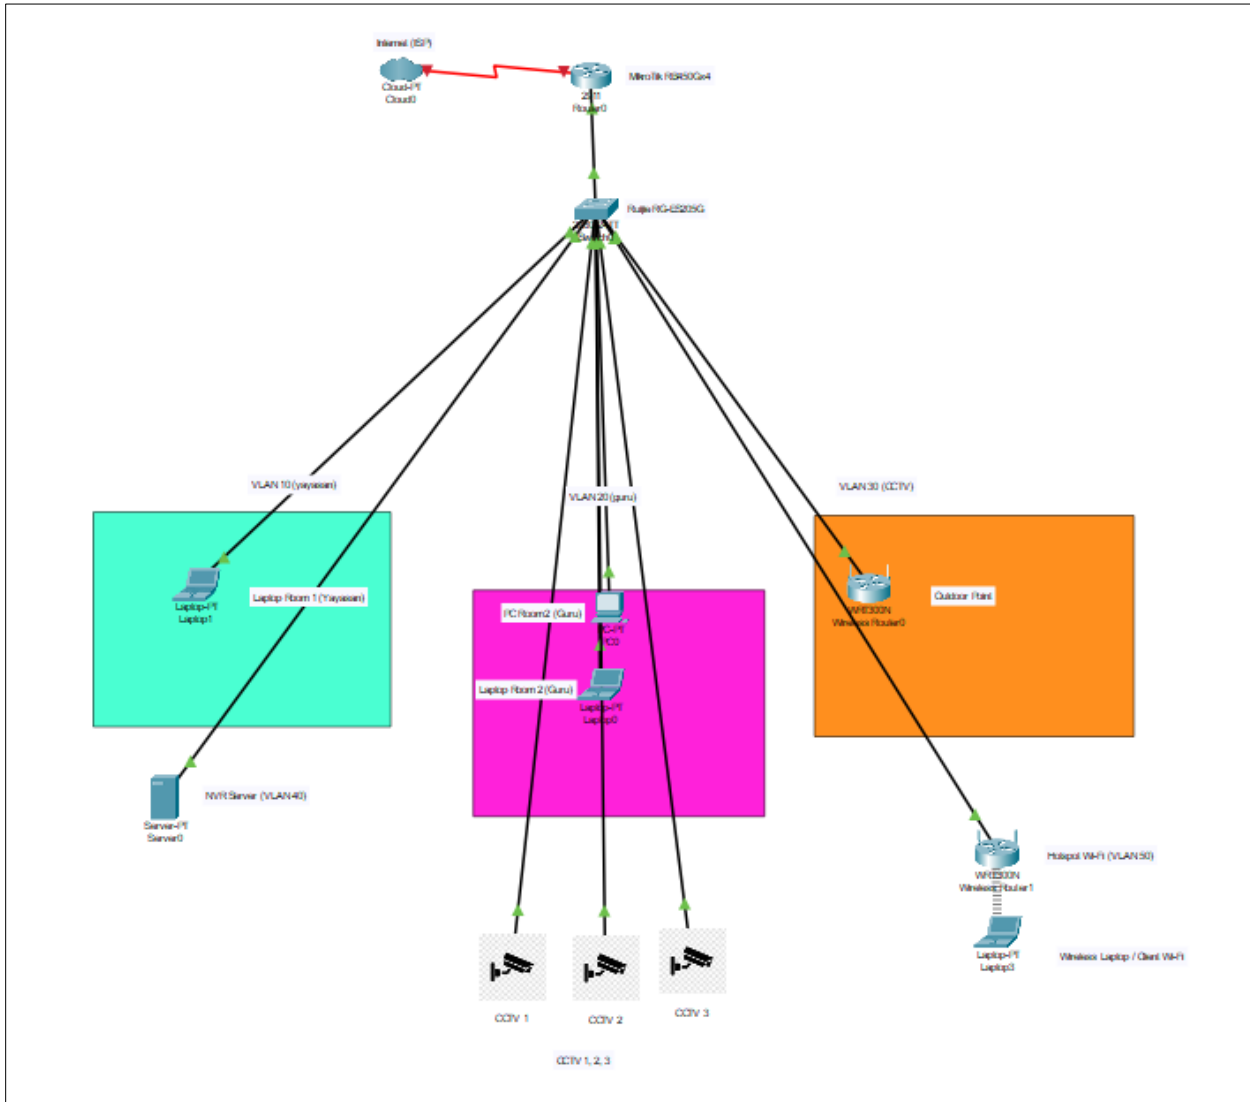 Internet (ISP)
Cloud-PT
Cloud0
MikroTik RB450Gx4
2911
Router0
Ruijie RG-ES205G
VLAN 10 (yayasan)
VLAN 20 (guru)
VLAN 30 (CCTV)
Laptop-PT
Laptop1
Laptop Room 1 (Yayasan)
PC Room2 (Guru)
PC-PT
PC0
Laptop Room 2 (Guru)
Laptop-PT
Laptop0
WRT300N
Wireless Router0
Outdoor Point
Server-PT
Server0
NVR Server (VLAN 40)
WRT300N
Wireless Router1
Hotspot Wi-Fi (VLAN 50)
Laptop-PT
Laptop3
Wireless Laptop / Client Wi-Fi
CCTV 1
CCTV 2
CCTV 3
CCTV 1, 2, 3